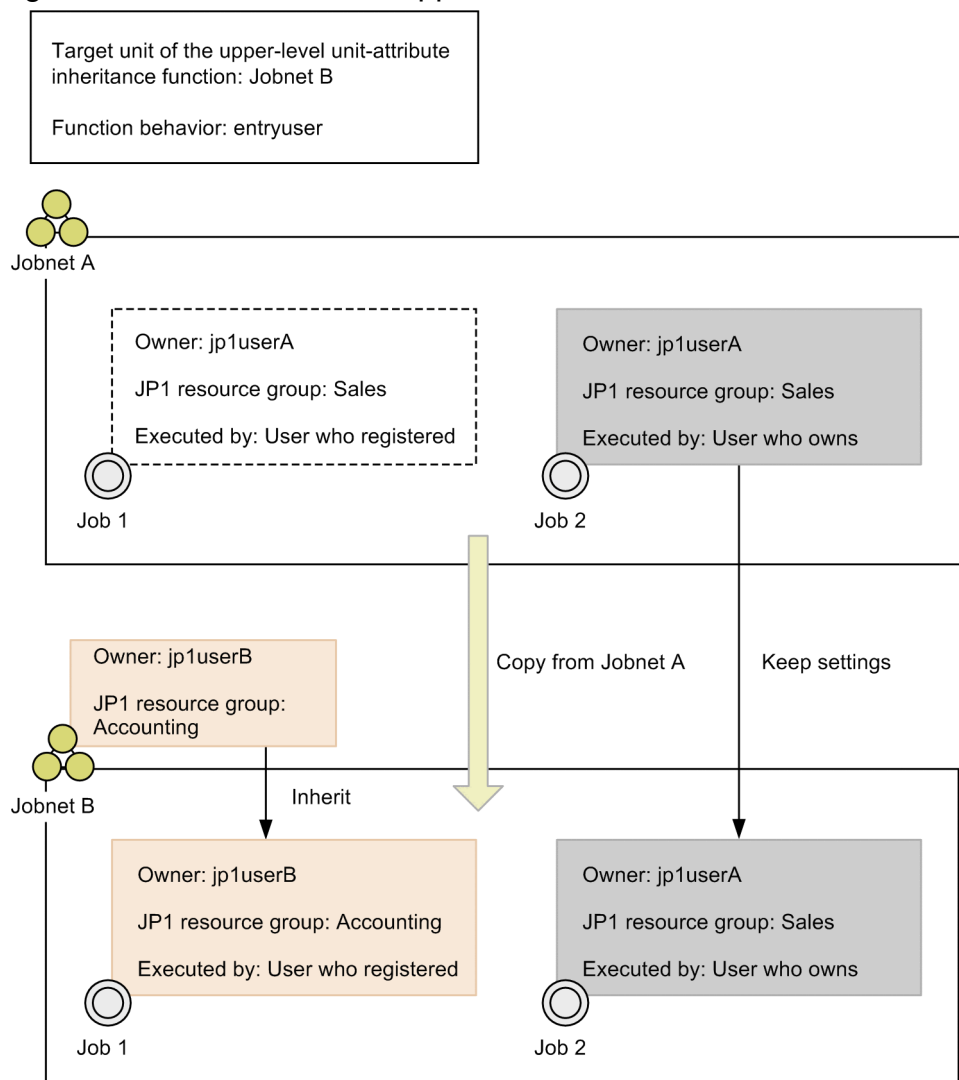 Target unit of the upper-level unit-attribute
inheritance function: Jobnet B
Function behavior: entryuser
Jobnet A
Owner: jp1userA
JP1 resource group: Sales
Executed by: User who registered
Job 1
Owner: jp1userA
JP1 resource group: Sales
Executed by: User who owns
Job 2
Copy from Jobnet A
Keep settings
Owner: jp1userB
JP1 resource group:
Accounting
Jobnet B
Inherit
Owner: jp1userB
JP1 resource group: Accounting
Executed by: User who registered
Job 1
Owner: jp1userA
JP1 resource group: Sales
Executed by: User who owns
Job 2